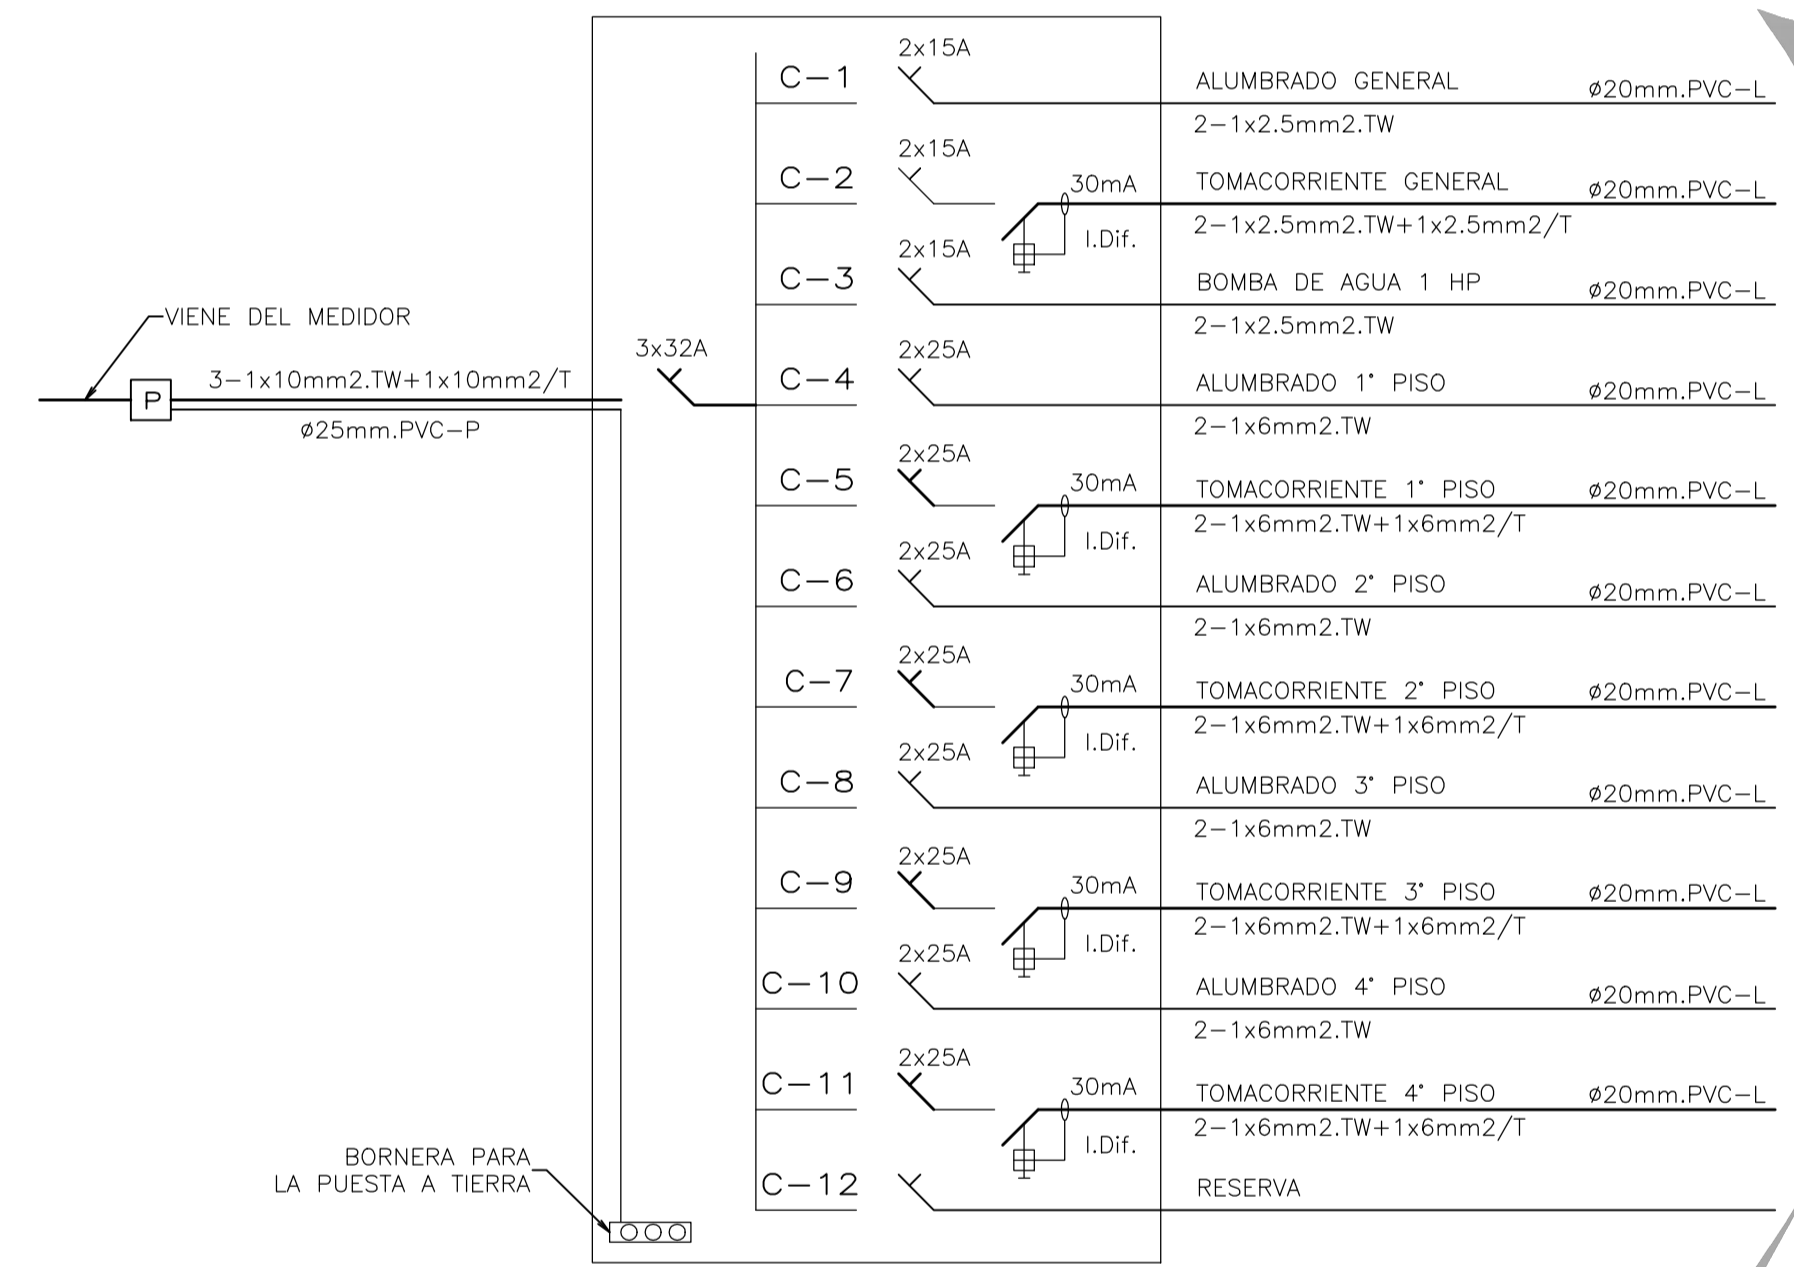 VIENE DEL MEDIDOR
P
3-1x10mm2.TW+1x10mm2/T
ø25mm.PVC-P
BORNERA PARA
LA PUESTA A TIERRA
3x32A
C-1 2x15A ALUMBRADO GENERAL ø20mm.PVC-L
2-1x2.5mm2.TW
C-2 2x15A 30mA I.Dif. TOMACORRIENTE GENERAL ø20mm.PVC-L
2-1x2.5mm2.TW+1x2.5mm2/T
C-3 2x15A BOMBA DE AGUA 1 HP ø20mm.PVC-L
2-1x2.5mm2.TW
C-4 2x25A ALUMBRADO 1° PISO ø20mm.PVC-L
2-1x6mm2.TW
C-5 2x25A 30mA I.Dif. TOMACORRIENTE 1° PISO ø20mm.PVC-L
2-1x6mm2.TW+1x6mm2/T
C-6 2x25A ALUMBRADO 2° PISO ø20mm.PVC-L
2-1x6mm2.TW
C-7 2x25A 30mA I.Dif. TOMACORRIENTE 2° PISO ø20mm.PVC-L
2-1x6mm2.TW+1x6mm2/T
C-8 2x25A ALUMBRADO 3° PISO ø20mm.PVC-L
2-1x6mm2.TW
C-9 2x25A 30mA I.Dif. TOMACORRIENTE 3° PISO ø20mm.PVC-L
2-1x6mm2.TW+1x6mm2/T
C-10 2x25A ALUMBRADO 4° PISO ø20mm.PVC-L
2-1x6mm2.TW
C-11 2x25A 30mA I.Dif. TOMACORRIENTE 4° PISO ø20mm.PVC-L
2-1x6mm2.TW+1x6mm2/T
C-12 RESERVA